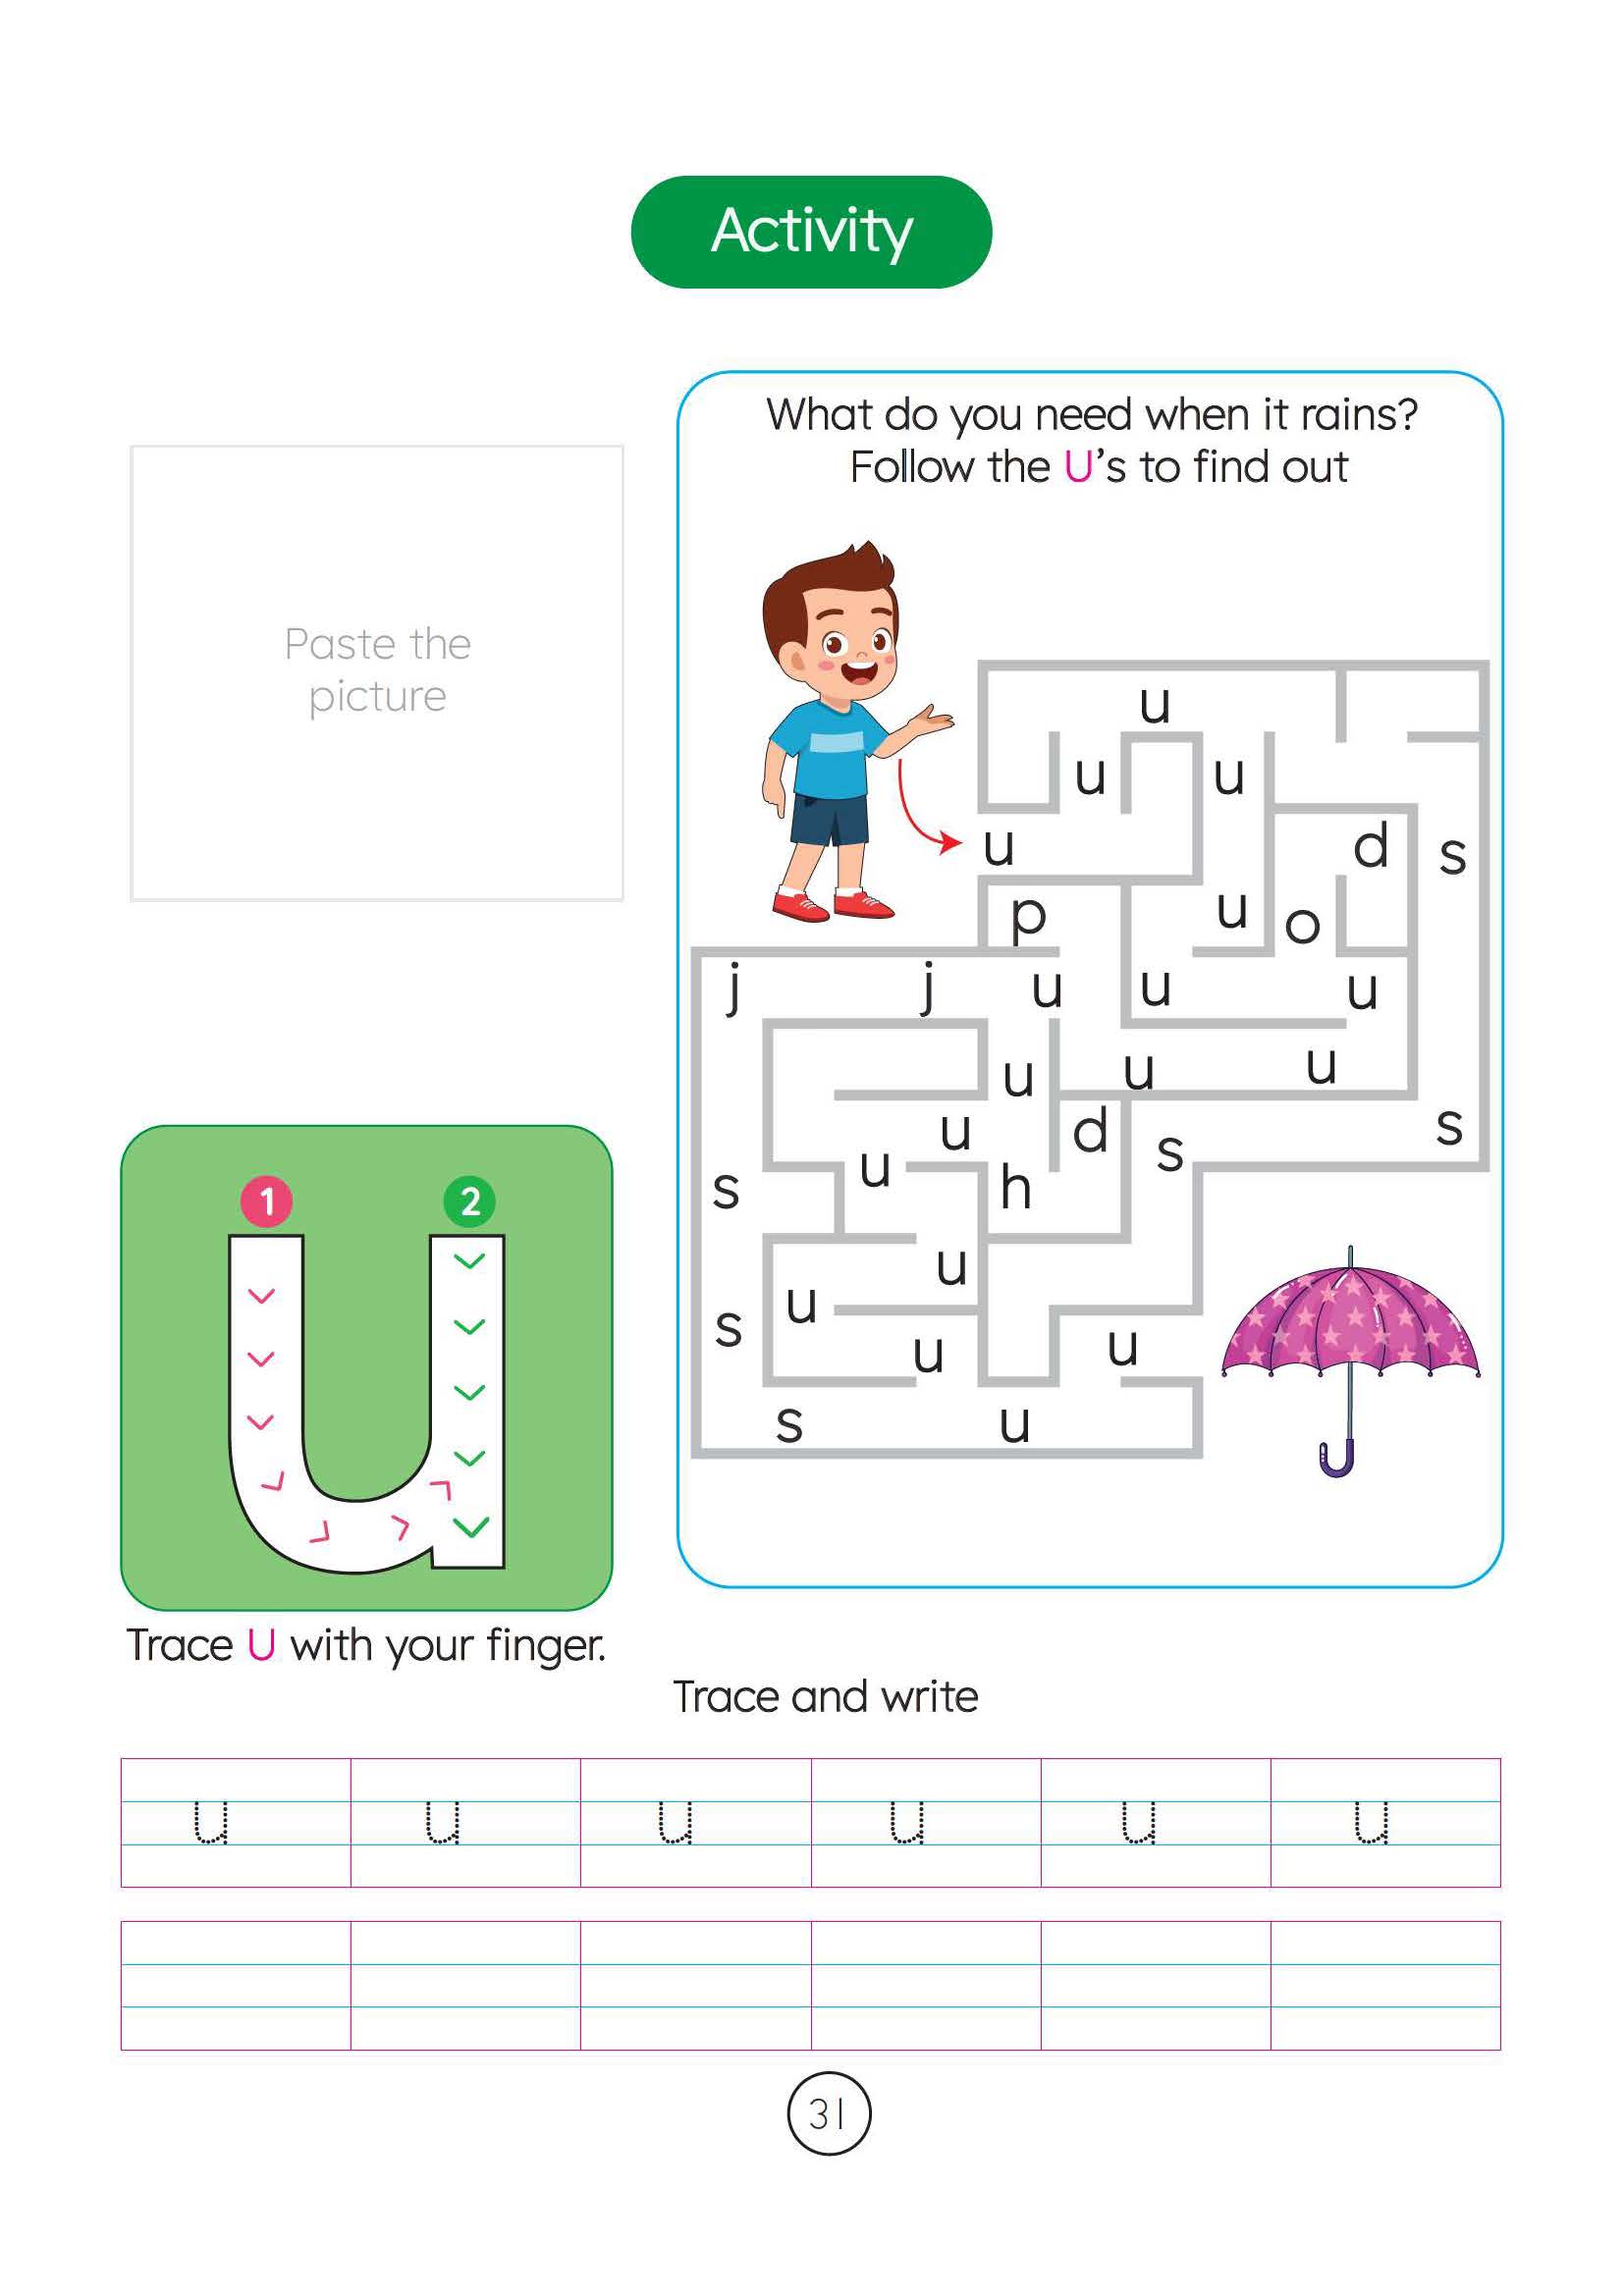 Activity
What do you need when it rains?
Follow the U's to find out
Paste the
picture
u
u u
u d s
p u o
j j u u u
u u u
u d s s
u
s h
u
u
s u u
s u
1 2
Trace U with your finger.
Trace and write
u u u u u u
31